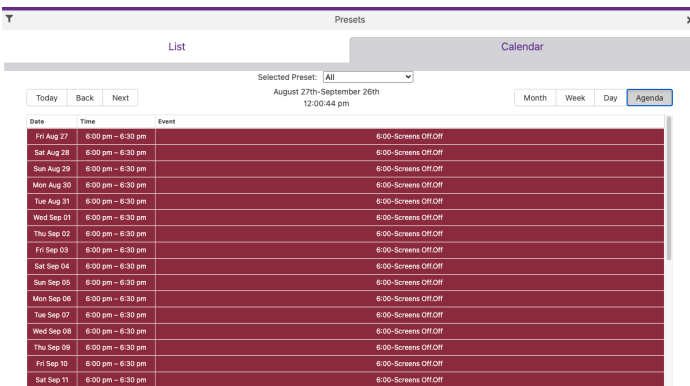 Presets
List Calendar
Selected Preset: All
Today Back Next August 27th-September 26th Month Week Day Agenda
12:00:44 pm
Date Time Event
Fri Aug 27 6:00 pm – 6:30 pm 6:00-Screens Off.Off
Sat Aug 28 6:00 pm – 6:30 pm 6:00-Screens Off.Off
Sun Aug 29 6:00 pm – 6:30 pm 6:00-Screens Off.Off
Mon Aug 30 6:00 pm – 6:30 pm 6:00-Screens Off.Off
Tue Aug 31 6:00 pm – 6:30 pm 6:00-Screens Off.Off
Wed Sep 01 6:00 pm – 6:30 pm 6:00-Screens Off.Off
Thu Sep 02 6:00 pm – 6:30 pm 6:00-Screens Off.Off
Fri Sep 03 6:00 pm – 6:30 pm 6:00-Screens Off.Off
Sat Sep 04 6:00 pm – 6:30 pm 6:00-Screens Off.Off
Sun Sep 05 6:00 pm – 6:30 pm 6:00-Screens Off.Off
Mon Sep 06 6:00 pm – 6:30 pm 6:00-Screens Off.Off
Tue Sep 07 6:00 pm – 6:30 pm 6:00-Screens Off.Off
Wed Sep 08 6:00 pm – 6:30 pm 6:00-Screens Off.Off
Thu Sep 09 6:00 pm – 6:30 pm 6:00-Screens Off.Off
Fri Sep 10 6:00 pm – 6:30 pm 6:00-Screens Off.Off
Sat Sep 11 6:00 pm – 6:30 pm 6:00-Screens Off.Off